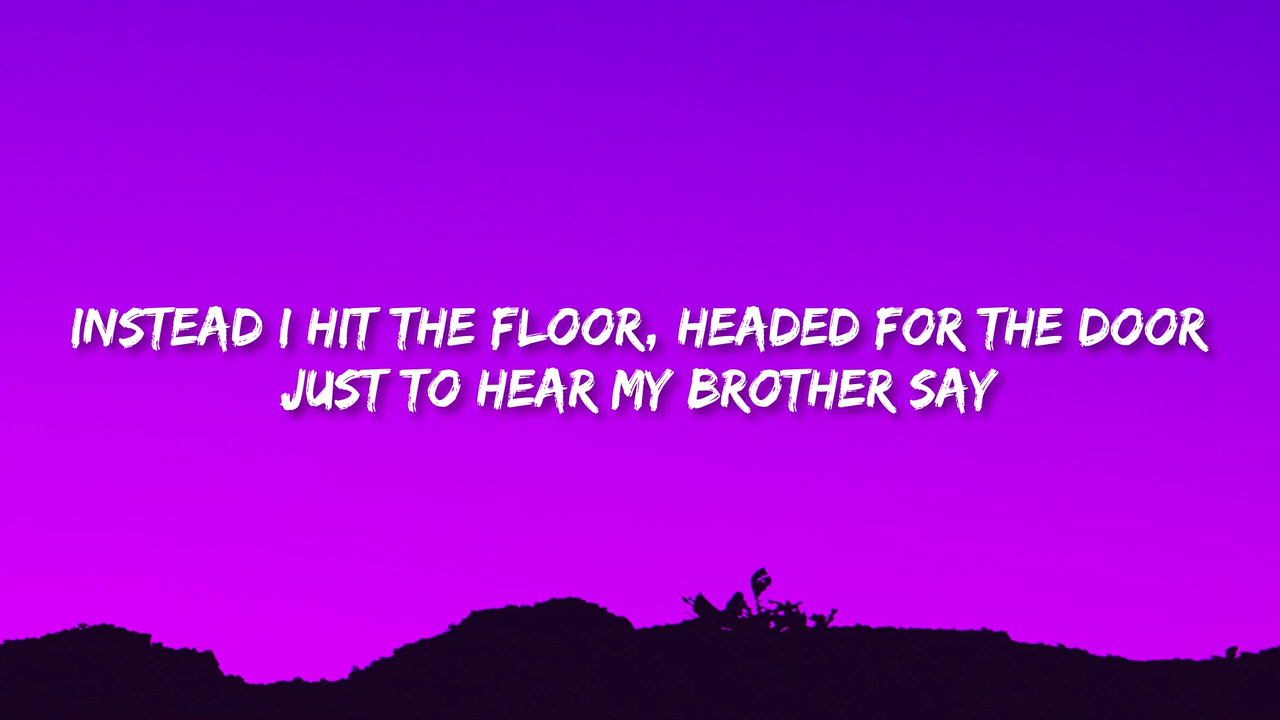 INSTEAD I HIT THE FLOOR, HEADED FOR THE DOOR
JUST TO HEAR MY BROTHER SAY